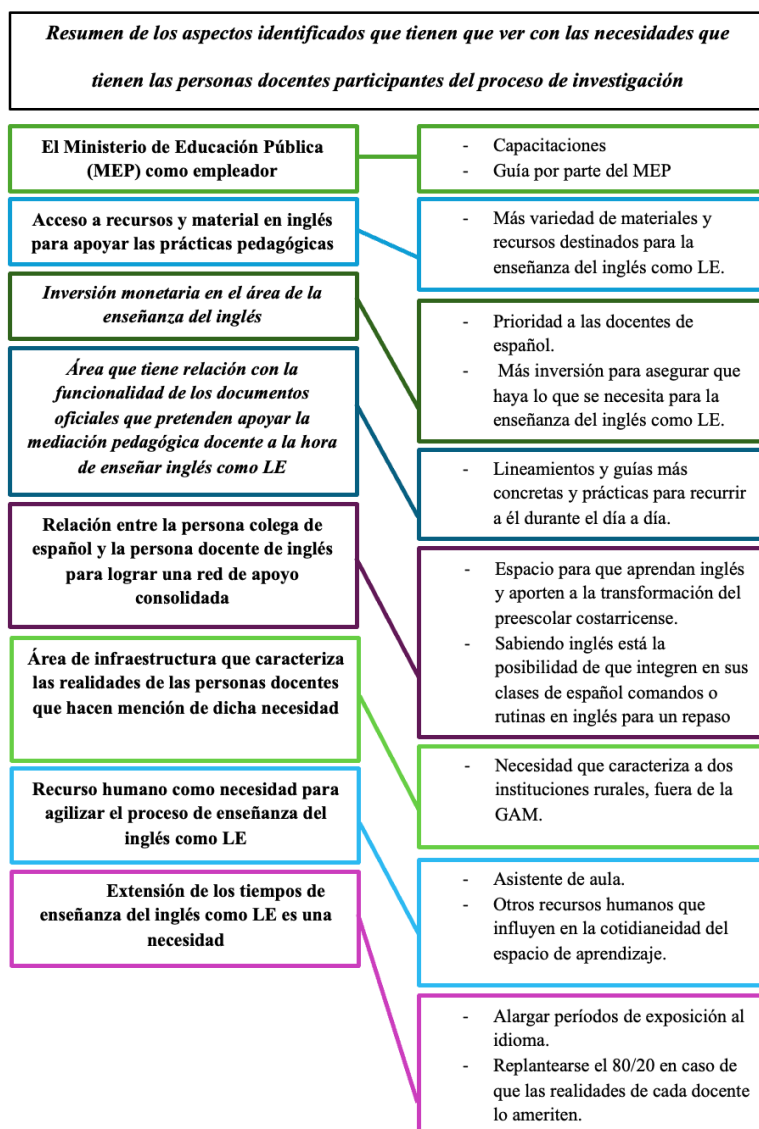 Resumen de los aspectos identificados que tienen que ver con las necesidades que
tienen las personas docentes participantes del proceso de investigación
El Ministerio de Educación Pública
(MEP) como empleador
- Capacitaciones
- Guía por parte del MEP
Acceso a recursos y material en inglés
para apoyar las prácticas pedagógicas
- Más variedad de materiales y
recursos destinados para la
enseñanza del inglés como LE.
Inversión monetaria en el área de la
enseñanza del inglés
- Prioridad a las docentes de
español.
- Más inversión para asegurar que
haya lo que se necesita para la
enseñanza del inglés como LE.
Área que tiene relación con la
funcionalidad de los documentos
oficiales que pretenden apoyar la
mediación pedagógica docente a la hora
de enseñar inglés como LE
- Lineamientos y guías más
concretas y prácticas para recurrir
a él durante el día a día.
Relación entre la persona colega de
español y la persona docente de inglés
para lograr una red de apoyo
consolidada
- Espacio para que aprendan inglés
y aporten a la transformación del
preescolar costarricense.
- Sabiendo inglés está la
posibilidad de que integren en sus
clases de español comandos o
rutinas en inglés para un repaso
Área de infraestructura que caracteriza
las realidades de las personas docentes
que hacen mención de dicha necesidad
- Necesidad que caracteriza a dos
instituciones rurales, fuera de la
GAM.
Recurso humano como necesidad para
agilizar el proceso de enseñanza del
inglés como LE
- Asistente de aula.
- Otros recursos humanos que
influyen en la cotidianeidad del
espacio de aprendizaje.
Extensión de los tiempos de
enseñanza del inglés como LE es una
necesidad
- Alargar períodos de exposición al
idioma.
- Replantearse el 80/20 en caso de
que las realidades de cada docente
lo ameriten.